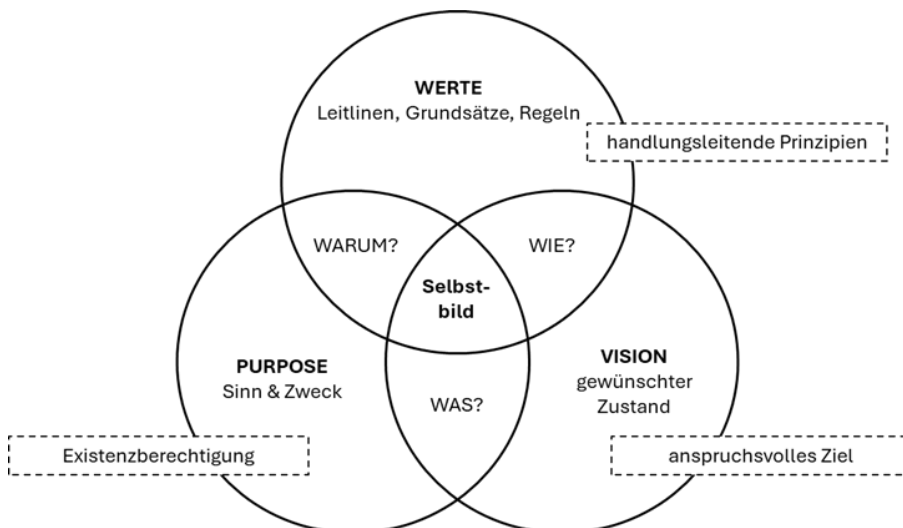 WERTE
Leitlinen, Grundsätze, Regeln
handlungsleitende Prinzipien
WARUM?
WIE?
Selbst-
bild
PURPOSE
Sinn & Zweck
VISION
gewünschter
Zustand
WAS?
Existenzberechtigung
anspruchsvolles Ziel